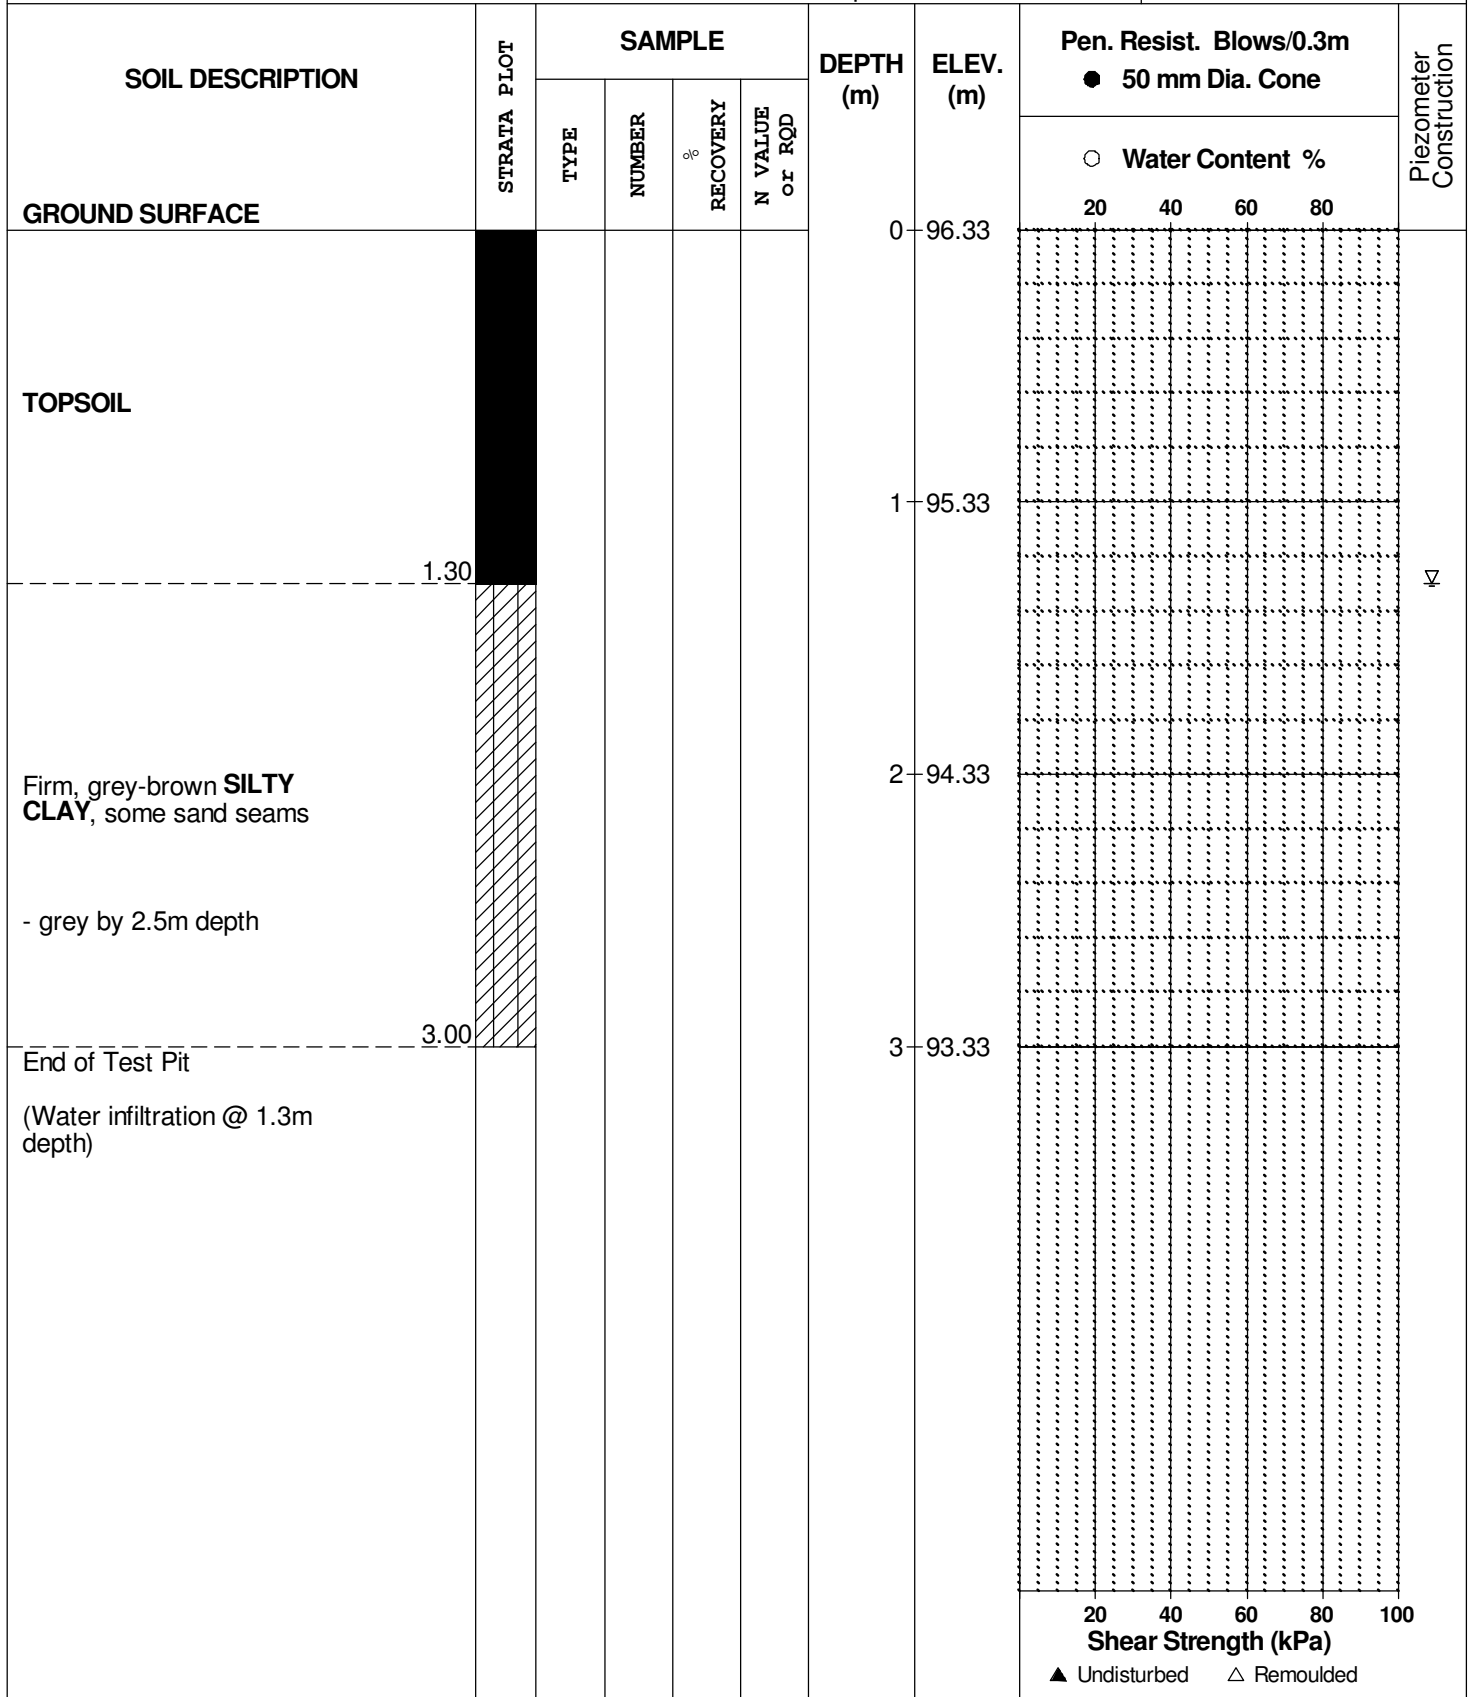 SOIL DESCRIPTION
GROUND SURFACE
STRATA PLOT
SAMPLE
TYPE
NUMBER
%
RECOVERY
N VALUE
or RQD
DEPTH
(m)
ELEV.
(m)
Pen. Resist. Blows/0.3m
● 50 mm Dia. Cone
○ Water Content %
20 40 60 80
Piezometer
Construction
0 96.33
TOPSOIL
1 95.33
1.30
2 94.33
Firm, grey-brown SILTY
CLAY, some sand seams
- grey by 2.5m depth
3.00
3 93.33
End of Test Pit
(Water infiltration @ 1.3m
depth)
20 40 60 80 100
Shear Strength (kPa)
▲ Undisturbed △ Remoulded